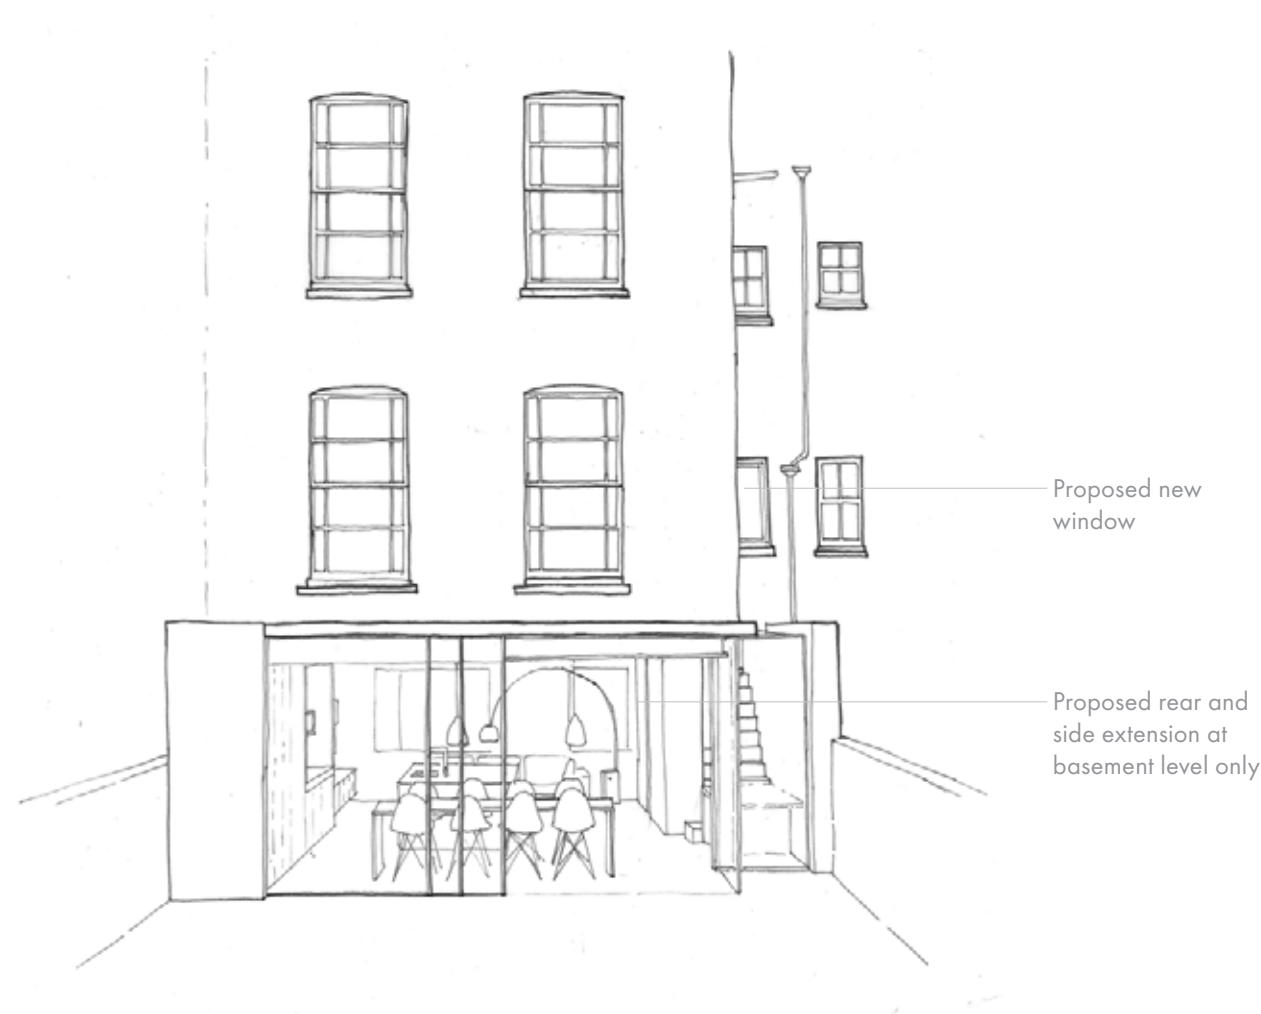 Proposed new
window
Proposed rear and
side extension at
basement level only